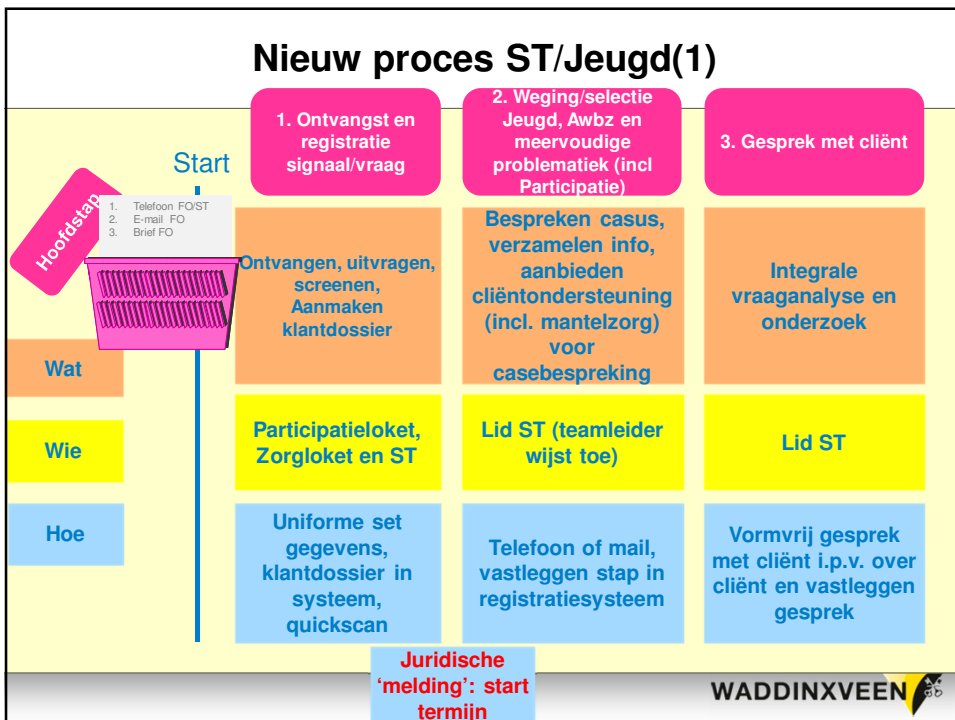 Nieuw proces ST/Jeugd(1)
1. Ontvangst en
registratie
signaal/vraag
2. Weging/selectie
Jeugd, Awbz en
meervoudige
problematiek (incl
Participatie)
3. Gesprek met cliënt
Start
Hoofdstap
1. Telefoon FO/ST
2. E-mail FO
3. Brief FO
Wat
Ontvangen, uitvragen,
screenen,
Aanmaken
klantdossier
Bespreken casus,
verzamelen info,
aanbieden
cliëntondersteuning
(incl. mantelzorg)
voor
casebespreking
Integrale
vraaganalyse en
onderzoek
Wie
Participatieloket,
Zorgloket en ST
Lid ST (teamleider
wijst toe)
Lid ST
Hoe
Uniforme set
gegevens,
klantdossier in
systeem,
quickscan
Telefoon of mail,
vastleggen stap in
registratiesysteem
Vormvrij gesprek
met cliënt i.p.v. over
cliënt en vastleggen
gesprek
Juridische
‘melding’: start
termijn
WADDINXVEEN